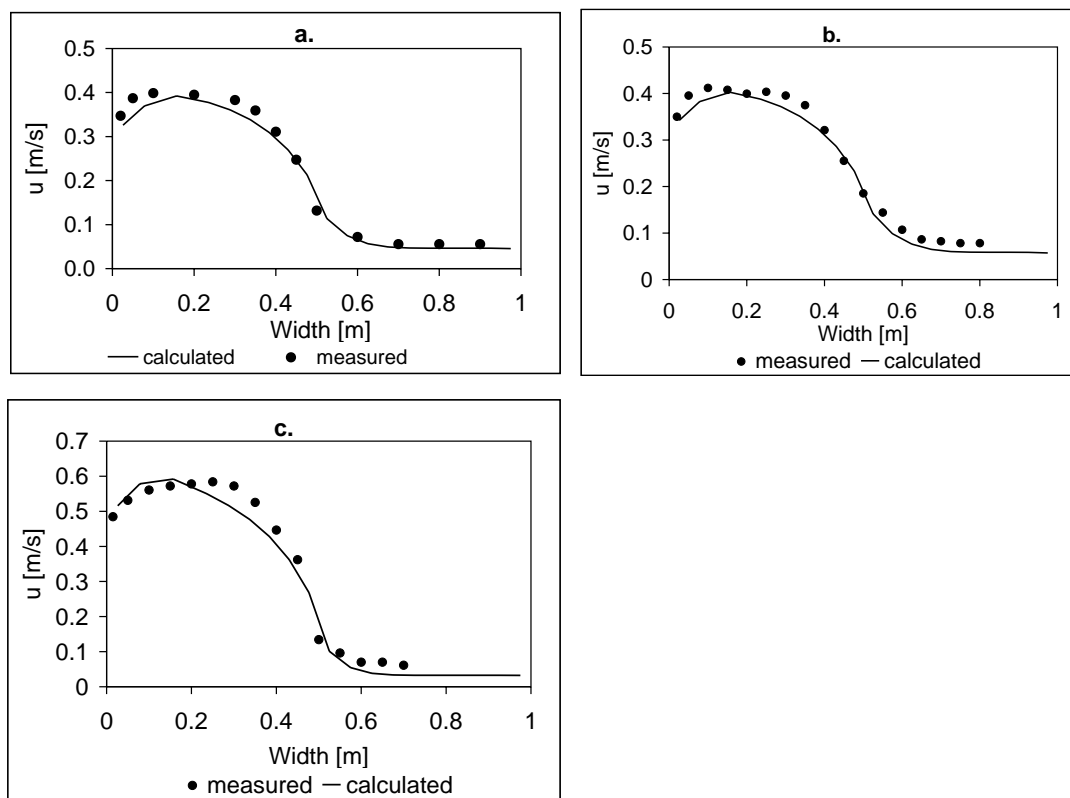 a.
0.5
0.4
0.3
0.2
0.1
0.0
u [m/s]
0 0.2 0.4 0.6 0.8 1
Width [m]
calculated measured
b.
0.5
0.4
0.3
0.2
0.1
0
u [m/s]
0 0.2 0.4 0.6 0.8 1
Width [m]
measured calculated
c.
0.7
0.6
0.5
0.4
0.3
0.2
0.1
0
u [m/s]
0 0.2 0.4 0.6 0.8 1
Width [m]
measured calculated